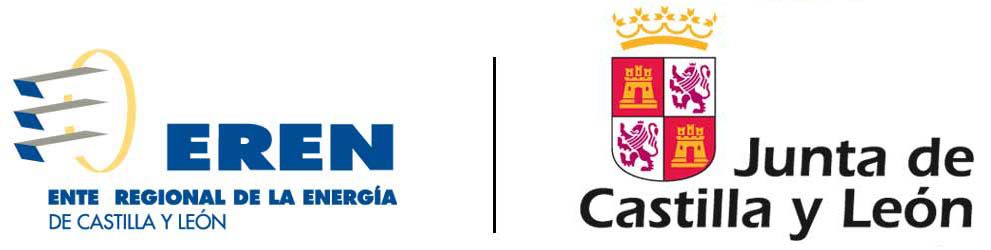 EREN
ENTE REGIONAL DE LA ENERGÍA
DE CASTILLA Y LEÓN
Junta de
Castilla y León